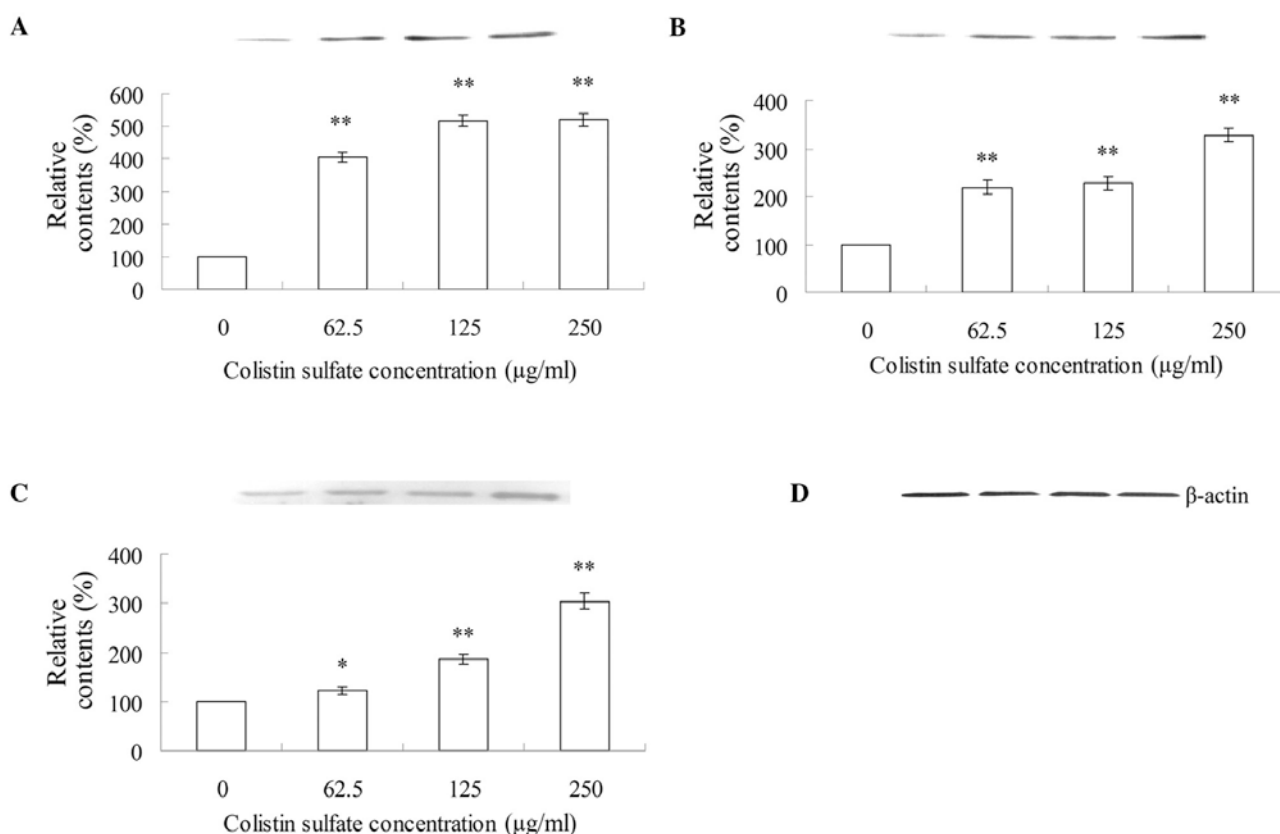 A
** ** **
600
500
400
300
200
100
0
Relative
contents (%)
0 62.5 125 250
Colistin sulfate concentration (μg/ml)
B
** ** **
400
300
200
100
0
Relative
contents (%)
0 62.5 125 250
Colistin sulfate concentration (μg/ml)
C
* ** **
400
300
200
100
0
Relative
contents (%)
0 62.5 125 250
Colistin sulfate concentration (μg/ml)
D
β-actin